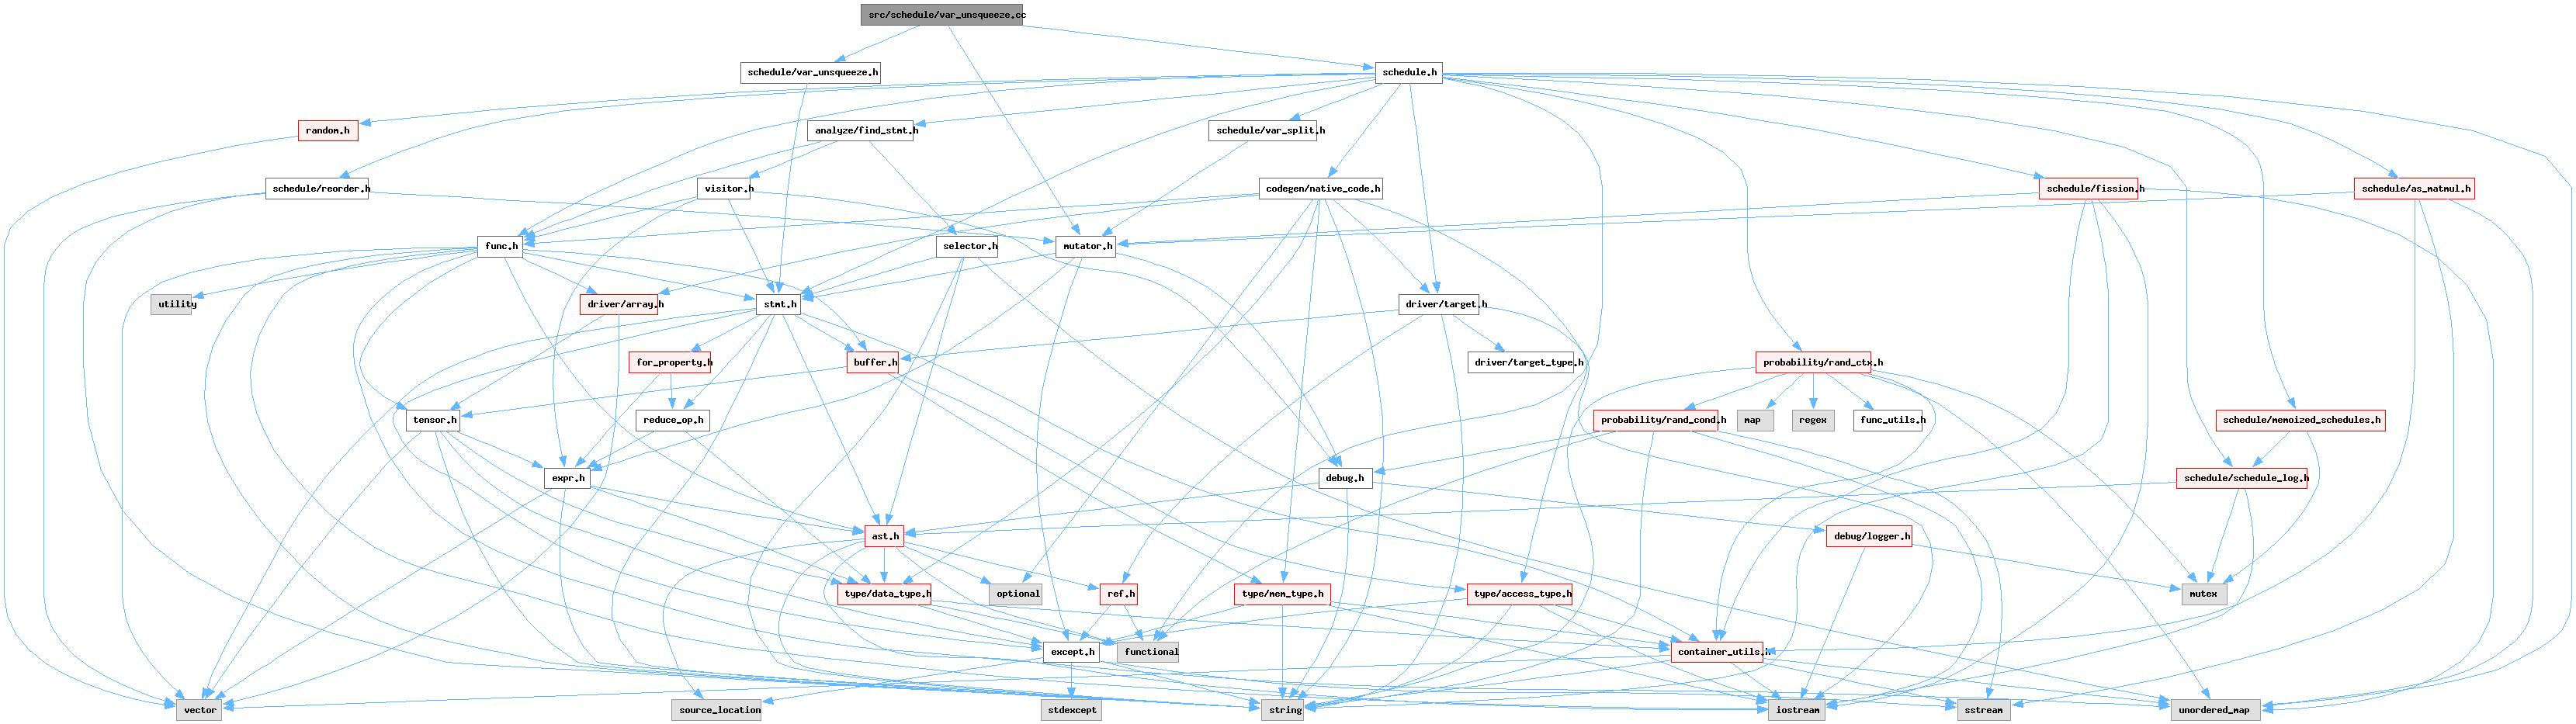 src/schedule/var_unsqueeze.cc
schedule/var_unsqueeze.h
schedule.h
random.h
analyze/find_stmt.h
schedule/var_split.h
schedule/reorder.h
visitor.h
codegen/native_code.h
schedule/fission.h
schedule/as_matmul.h
func.h
selector.h
mutator.h
utility
driver/array.h
stmt.h
driver/target.h
for_property.h
buffer.h
driver/target_type.h
probability/rand_ctx.h
tensor.h
reduce_op.h
probability/rand_cond.h
map
regex
func_utils.h
schedule/memoized_schedules.h
expr.h
debug.h
schedule/schedule_log.h
ast.h
debug/logger.h
type/data_type.h
optional
ref.h
type/mem_type.h
type/access_type.h
mutex
except.h
functional
container_utils.h
vector
source_location
stdexcept
string
iostream
sstream
unordered_map